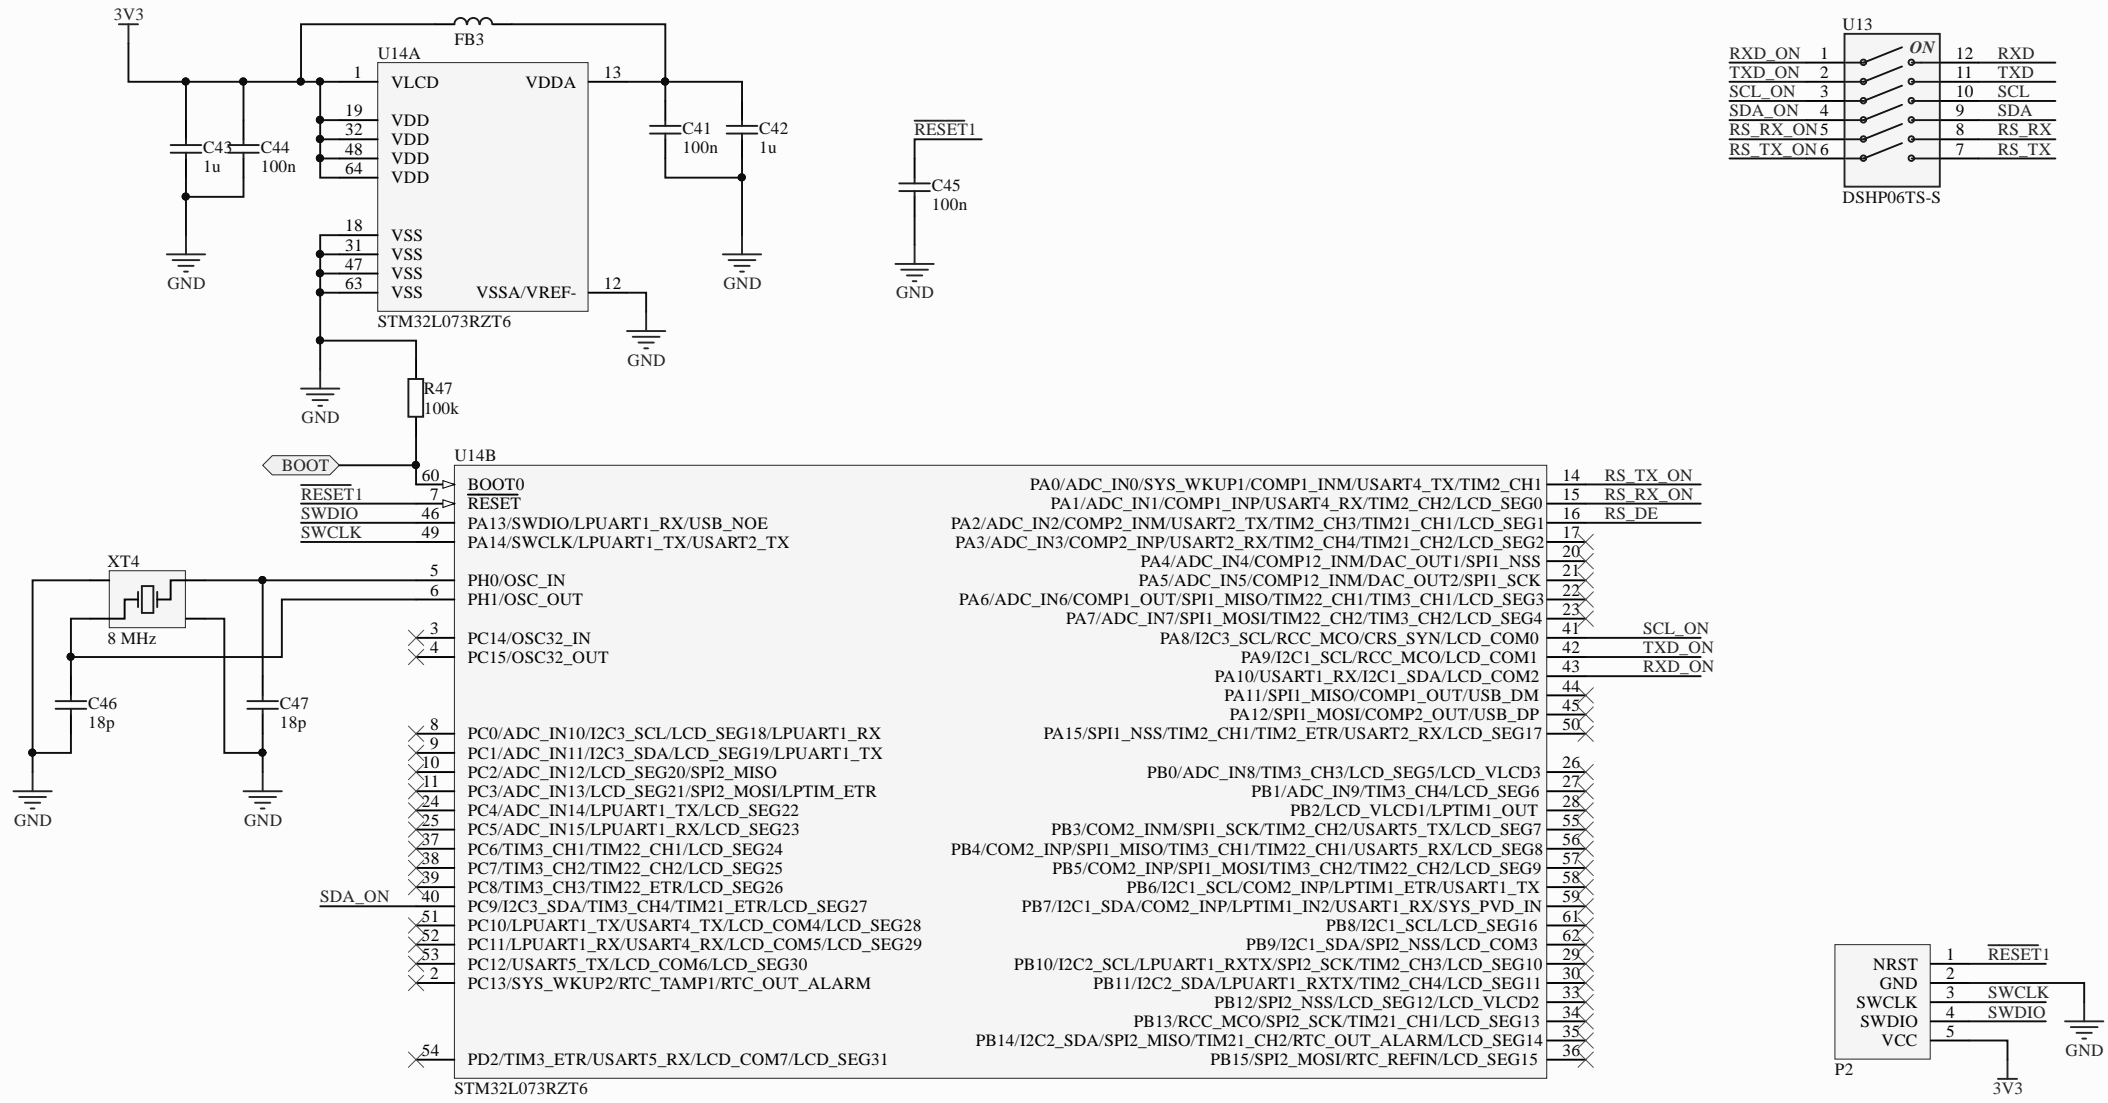 3V3
FB3
U14A
1 VLCD
VDDA 13
19 VDD
32 VDD
48 VDD
64 VDD
C43
1u
C44
100n
C41
100n
C42
1u
18 VSS
31 VSS
47 VSS
63 VSS
VSSA/VREF- 12
STM32L073RZT6
GND
GND
GND
GND
RESET1
C45
100n
GND
U13
ON
RXD_ON 1 12 RXD
TXD_ON 2 11 TXD
SCL_ON 3 10 SCL
SDA_ON 4 9 SDA
RS_RX_ON 5 8 RS_RX
RS_TX_ON 6 7 RS_TX
DSHP06TS-S
R47
100k
BOOT
U14B
60 BOOT0
RESET1 7 RESET
SWDIO 46 PA13/SWDIO/LPUART1_RX/USB_NOE
SWCLK 49 PA14/SWCLK/LPUART1_TX/USART2_TX
XT4
8 MHz
5 PH0/OSC_IN
6 PH1/OSC_OUT
3 PC14/OSC32_IN
4 PC15/OSC32_OUT
C46
18p
C47
18p
GND
GND
8 PC0/ADC_IN10/I2C3_SCL/LCD_SEG18/LPUART1_RX
9 PC1/ADC_IN11/I2C3_SDA/LCD_SEG19/LPUART1_TX
10 PC2/ADC_IN12/LCD_SEG20/SPI2_MISO
11 PC3/ADC_IN13/LCD_SEG21/SPI2_MOSI/LPTIM_ETR
24 PC4/ADC_IN14/LPUART1_TX/LCD_SEG22
25 PC5/ADC_IN15/LPUART1_RX/LCD_SEG23
37 PC6/TIM3_CH1/TIM22_CH1/LCD_SEG24
38 PC7/TIM3_CH2/TIM22_CH2/LCD_SEG25
39 PC8/TIM3_CH3/TIM22_ETR/LCD_SEG26
SDA_ON 40 PC9/I2C3_SDA/TIM3_CH4/TIM21_ETR/LCD_SEG27
51 PC10/LPUART1_TX/USART4_TX/LCD_COM4/LCD_SEG28
52 PC11/LPUART1_RX/USART4_RX/LCD_COM5/LCD_SEG29
53 PC12/USART5_TX/LCD_COM6/LCD_SEG30
2 PC13/SYS_WKUP2/RTC_TAMP1/RTC_OUT_ALARM
54 PD2/TIM3_ETR/USART5_RX/LCD_COM7/LCD_SEG31
STM32L073RZT6
PA0/ADC_IN0/SYS_WKUP1/COMP1_INM/USART4_TX/TIM2_CH1 14 RS_TX_ON
PA1/ADC_IN1/COMP1_INP/USART4_RX/TIM2_CH2/LCD_SEG0 15 RS_RX_ON
PA2/ADC_IN2/COMP2_INM/USART2_TX/TIM2_CH3/TIM21_CH1/LCD_SEG1 16 RS_DE
PA3/ADC_IN3/COMP2_INP/USART2_RX/TIM2_CH4/TIM21_CH2/LCD_SEG2 17
PA4/ADC_IN4/COMP12_INM/DAC_OUT1/SPI1_NSS 20
PA5/ADC_IN5/COMP12_INM/DAC_OUT2/SPI1_SCK 21
PA6/ADC_IN6/COMP1_OUT/SPI1_MISO/TIM22_CH1/TIM3_CH1/LCD_SEG3 22
PA7/ADC_IN7/SPI1_MOSI/TIM22_CH2/TIM3_CH2/LCD_SEG4 23
PA8/I2C3_SCL/RCC_MCO/CRS_SYN/LCD_COM0 41 SCL_ON
PA9/I2C1_SCL/RCC_MCO/LCD_COM1 42 TXD_ON
PA10/USART1_RX/I2C1_SDA/LCD_COM2 43 RXD_ON
PA11/SPI1_MISO/COMP1_OUT/USB_DM 44
PA12/SPI1_MOSI/COMP2_OUT/USB_DP 45
PA15/SPI1_NSS/TIM2_CH1/TIM2_ETR/USART2_RX/LCD_SEG17 50
PB0/ADC_IN8/TIM3_CH3/LCD_SEG5/LCD_VLCD3 26
PB1/ADC_IN9/TIM3_CH4/LCD_SEG6 27
PB2/LCD_VLCD1/LPTIM1_OUT 28
PB3/COM2_INM/SPI1_SCK/TIM2_CH2/USART5_TX/LCD_SEG7 55
PB4/COM2_INP/SPI1_MISO/TIM3_CH1/TIM22_CH1/USART5_RX/LCD_SEG8 56
PB5/COM2_INP/SPI1_MOSI/TIM3_CH2/TIM22_CH2/LCD_SEG9 57
PB6/I2C1_SCL/COM2_INP/LPTIM1_ETR/USART1_TX 58
PB7/I2C1_SDA/COM2_INP/LPTIM1_IN2/USART1_RX/SYS_PVD_IN 59
PB8/I2C1_SCL/LCD_SEG16 61
PB9/I2C1_SDA/SPI2_NSS/LCD_COM3 62
PB10/I2C2_SCL/LPUART1_RXTX/SPI2_SCK/TIM2_CH3/LCD_SEG10 29
PB11/I2C2_SDA/LPUART1_RXTX/TIM2_CH4/LCD_SEG11 30
PB12/SPI2_NSS/LCD_SEG12/LCD_VLCD2 33
PB13/RCC_MCO/SPI2_SCK/TIM21_CH1/LCD_SEG13 34
PB14/I2C2_SDA/SPI2_MISO/TIM21_CH2/RTC_OUT_ALARM/LCD_SEG14 35
PB15/SPI2_MOSI/RTC_REFIN/LCD_SEG15 36
NRST 1 RESET1
GND 2
SWCLK 3 SWCLK
SWDIO 4 SWDIO
VCC 5
P2
GND
3V3